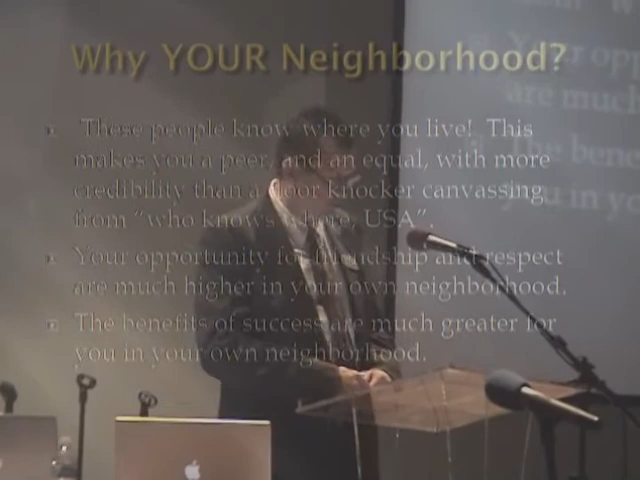 Why YOUR Neighborhood?
These people know where you live! This
makes you a peer, and an equal, with more
credibility than a door knocker canvassing
from "who knows where, USA"
Your opportunity for friendship and respect
are much higher in your own neighborhood.
The benefits of success are much greater for
you in your own neighborhood.